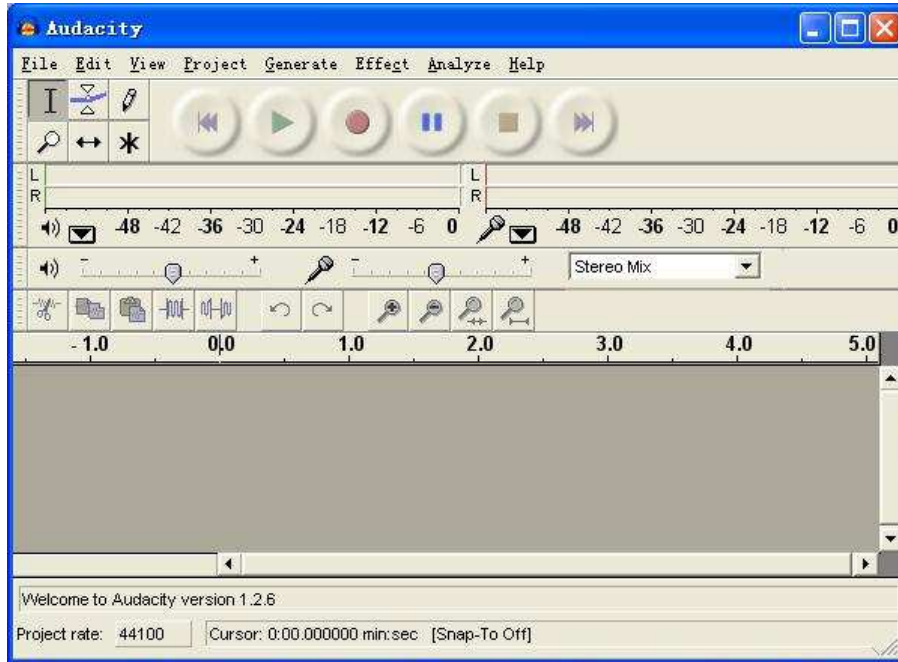 Audacity
File Edit View Project Generate Effect Analyze Help
L L
R R
-48 -42 -36 -30 -24 -18 -12 -6 0 -48 -42 -36 -30 -24 -18 -12 -6 0
- + - + Stereo Mix
- 1.0 0.0 1.0 2.0 3.0 4.0 5.0
Welcome to Audacity version 1.2.6
Project rate: 44100 Cursor: 0:00.000000 min:sec [Snap-To Off]